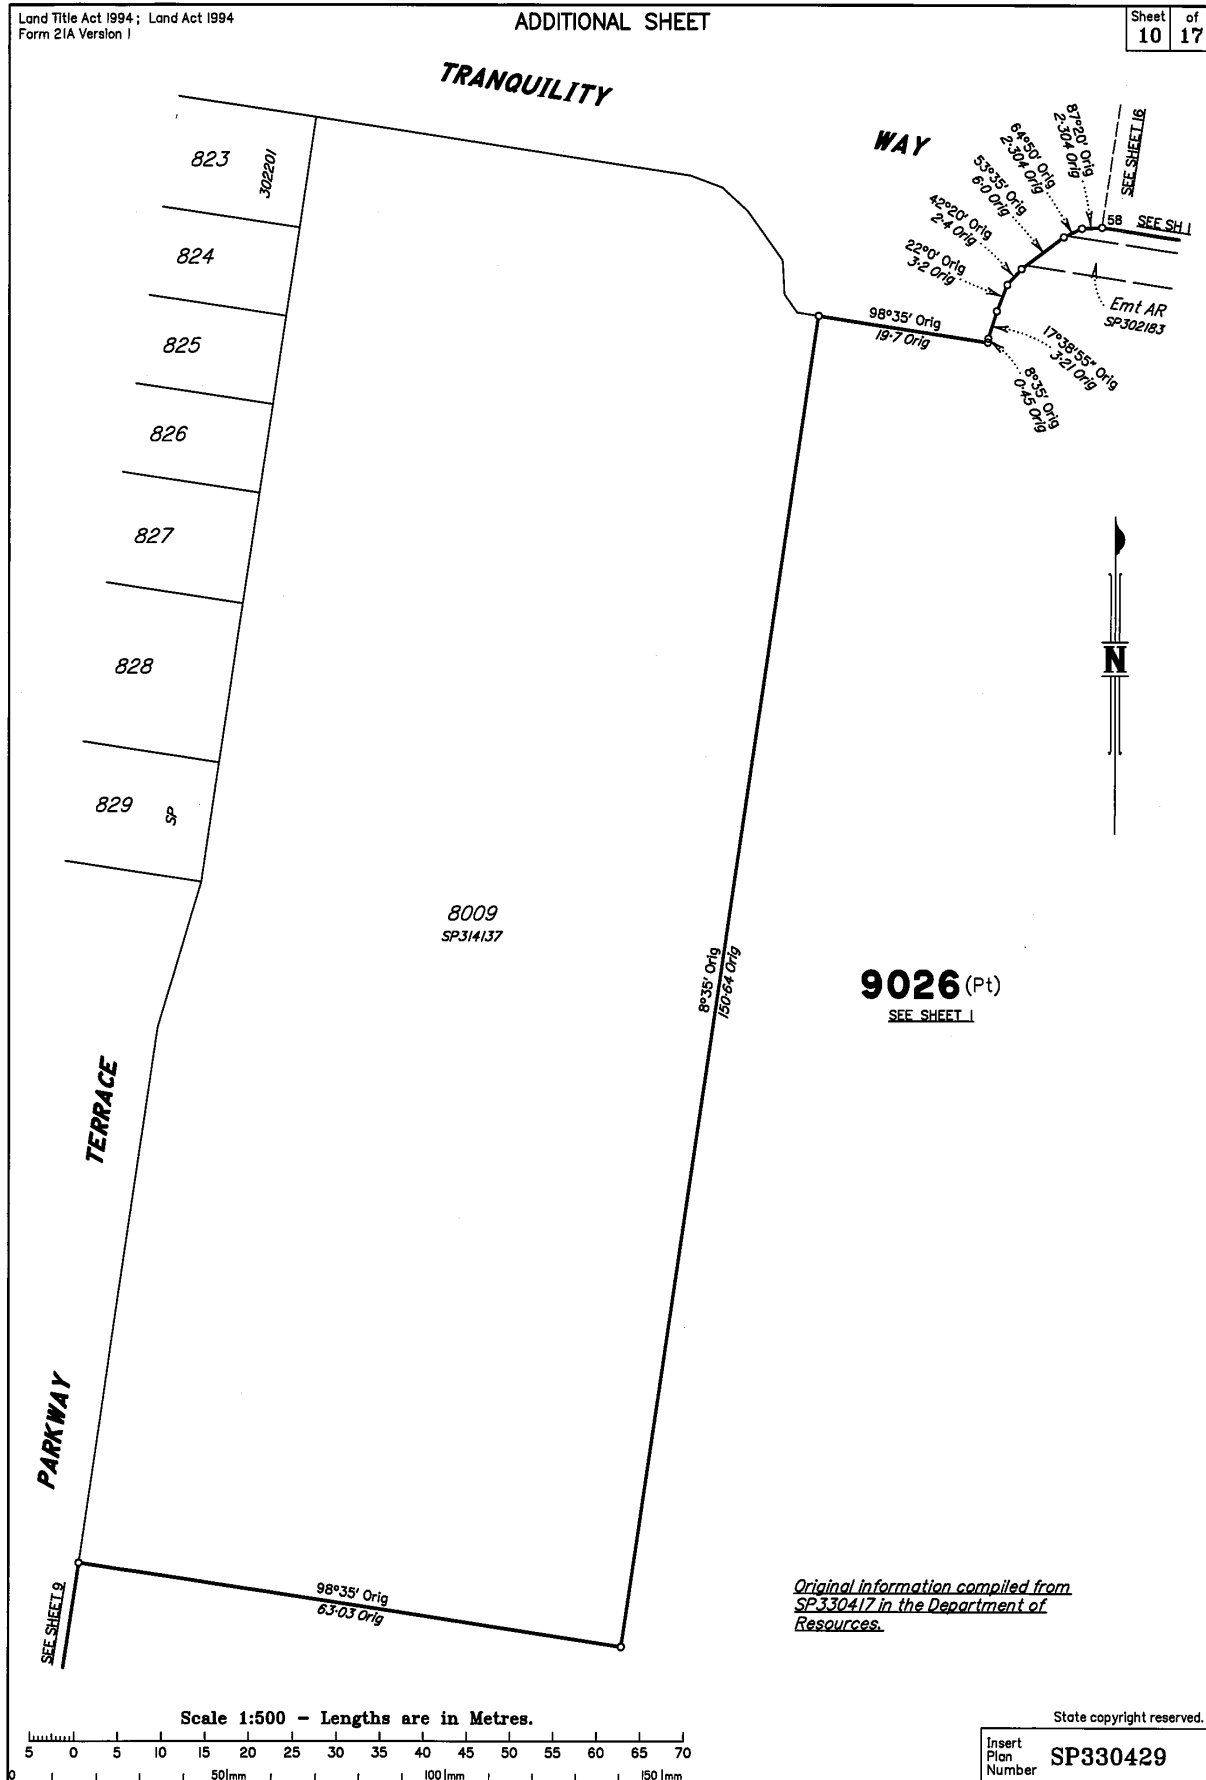 Land Title Act 1994 ; Land Act 1994
Form 21A Version 1
ADDITIONAL SHEET
Sheet of
10 17
TRANQUILITY
WAY
823
302201
824
825
826
827
828
829
SP
87°20' Orig
2·304 Orig
64°50' Orig
2·304 Orig
53°35' Orig
6·0 Orig
42°20' Orig
2·4 Orig
22°0' Orig
3·2 Orig
SEE SHEET 16
58
SEE SH 1
Emt AR
SP302183
98°35' Orig
19·7 Orig
17°38'55" Orig
3·21 Orig
8°35' Orig
0·45 Orig
N
8009
SP314137
8°35' Orig
150·64 Orig
9026 (Pt)
SEE SHEET 1
TERRACE
PARKWAY
SEE SHEET 9
98°35' Orig
63·03 Orig
Original information compiled from
SP330417 in the Department of
Resources.
Scale 1:500 – Lengths are in Metres.
5 0 5 10 15 20 25 30 35 40 45 50 55 60 65 70
0 50mm 100mm 150mm
State copyright reserved.
Insert
Plan
Number
SP330429